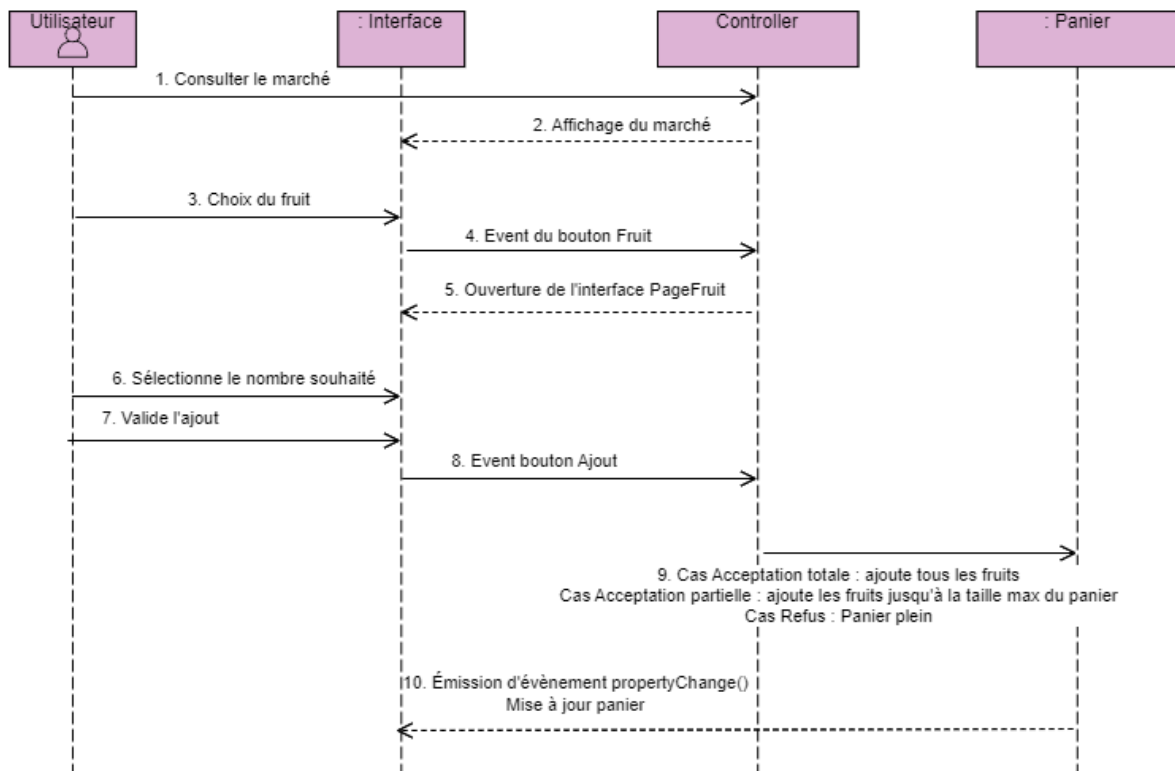 Utilisateur
: Interface
Controller
: Panier
1. Consulter le marché
2. Affichage du marché
3. Choix du fruit
4. Event du bouton Fruit
5. Ouverture de l'interface PageFruit
6. Sélectionne le nombre souhaité
7. Valide l'ajout
8. Event bouton Ajout
9. Cas Acceptation totale : ajoute tous les fruits
Cas Acceptation partielle : ajoute les fruits jusqu'à la taille max du panier
Cas Refus : Panier plein
10. Émission d'évènement propertyChange()
Mise à jour panier